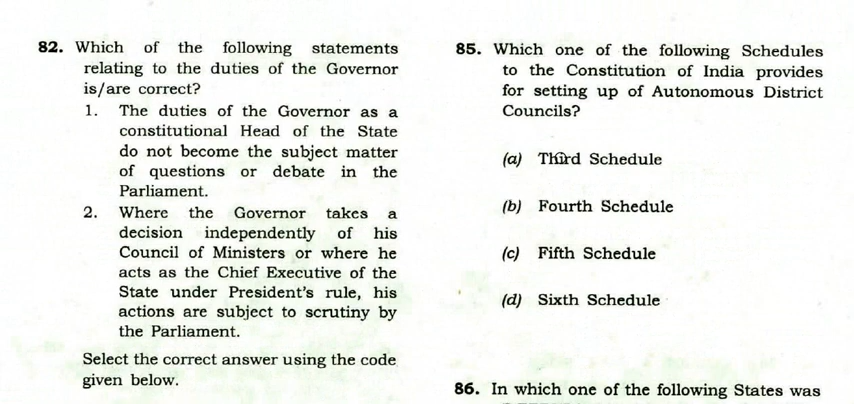 82. Which of the following statements
relating to the duties of the Governor
is/are correct?
1. The duties of the Governor as a
constitutional Head of the State
do not become the subject matter
of questions or debate in the
Parliament.
2. Where the Governor takes a
decision independently of his
Council of Ministers or where he
acts as the Chief Executive of the
State under President's rule, his
actions are subject to scrutiny by
the Parliament.
Select the correct answer using the code
given below.
85. Which one of the following Schedules
to the Constitution of India provides
for setting up of Autonomous District
Councils?
(a) Third Schedule
(b) Fourth Schedule
(c) Fifth Schedule
(d) Sixth Schedule
86. In which one of the following States was